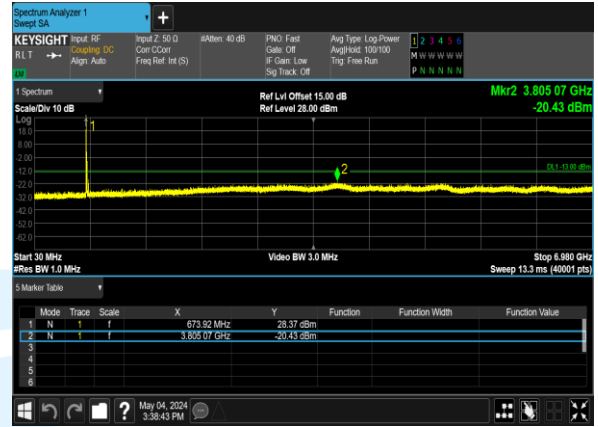 Spectrum Analyzer 1
Swept SA
+
KEYSIGHT Input: RF Input Z: 50 Ω #Atten: 40 dB PNO: Fast Avg Type: Log-Power 1 2 3 4 5 6
RLT Coupling: DC Corr CCorr Gate: Off Avg|Hold: 100/100 M W W W W W
Align: Auto Freq Ref: Int (S) IF Gain: Low Trig: Free Run
Sig Track: Off P N N N N N
1 Spectrum Ref Lvl Offset 15.00 dB Mkr2 3.805 07 GHz
Scale/Div 10 dB Ref Level 28.00 dBm -20.43 dBm
Log
1
18.0
8.00
-2.00
2
DL1 -13.00 dBm
-12.0
-22.0
-32.0
-42.0
-52.0
-62.0
Start 30 MHz Video BW 3.0 MHz Stop 6.980 GHz
#Res BW 1.0 MHz Sweep 13.3 ms (40001 pts)
5 Marker Table
Mode Trace Scale X Y Function Function Width Function Value
1 N 1 f 673.92 MHz 28.37 dBm
2 N 1 f 3.805 07 GHz -20.43 dBm
3
4
5
6
? May 04, 2024
3:38:43 PM